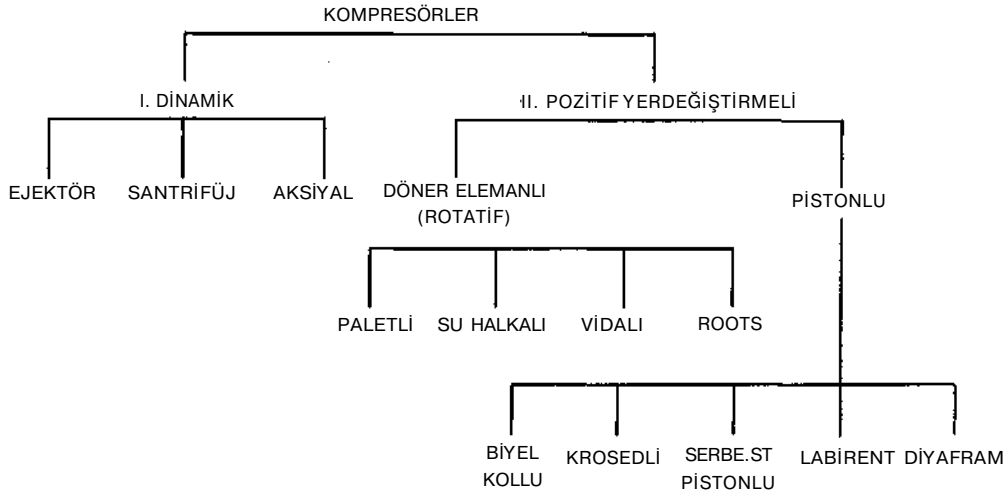 KOMPRESÖRLER
I. DİNAMİK
II. POZİTİF YERDEĞİŞTİRMELİ
EJEKTÖR
SANTRİFÜJ
AKSİYAL
DÖNER ELEMANLI
(ROTATİF)
PİSTONLU
PALETLİ
SU HALKALI
VİDALI
ROOTS
BİYEL
KOLLU
KROSEDLİ
SERBE.ST
PİSTONLU
LABİRENT
DİYAFRAM